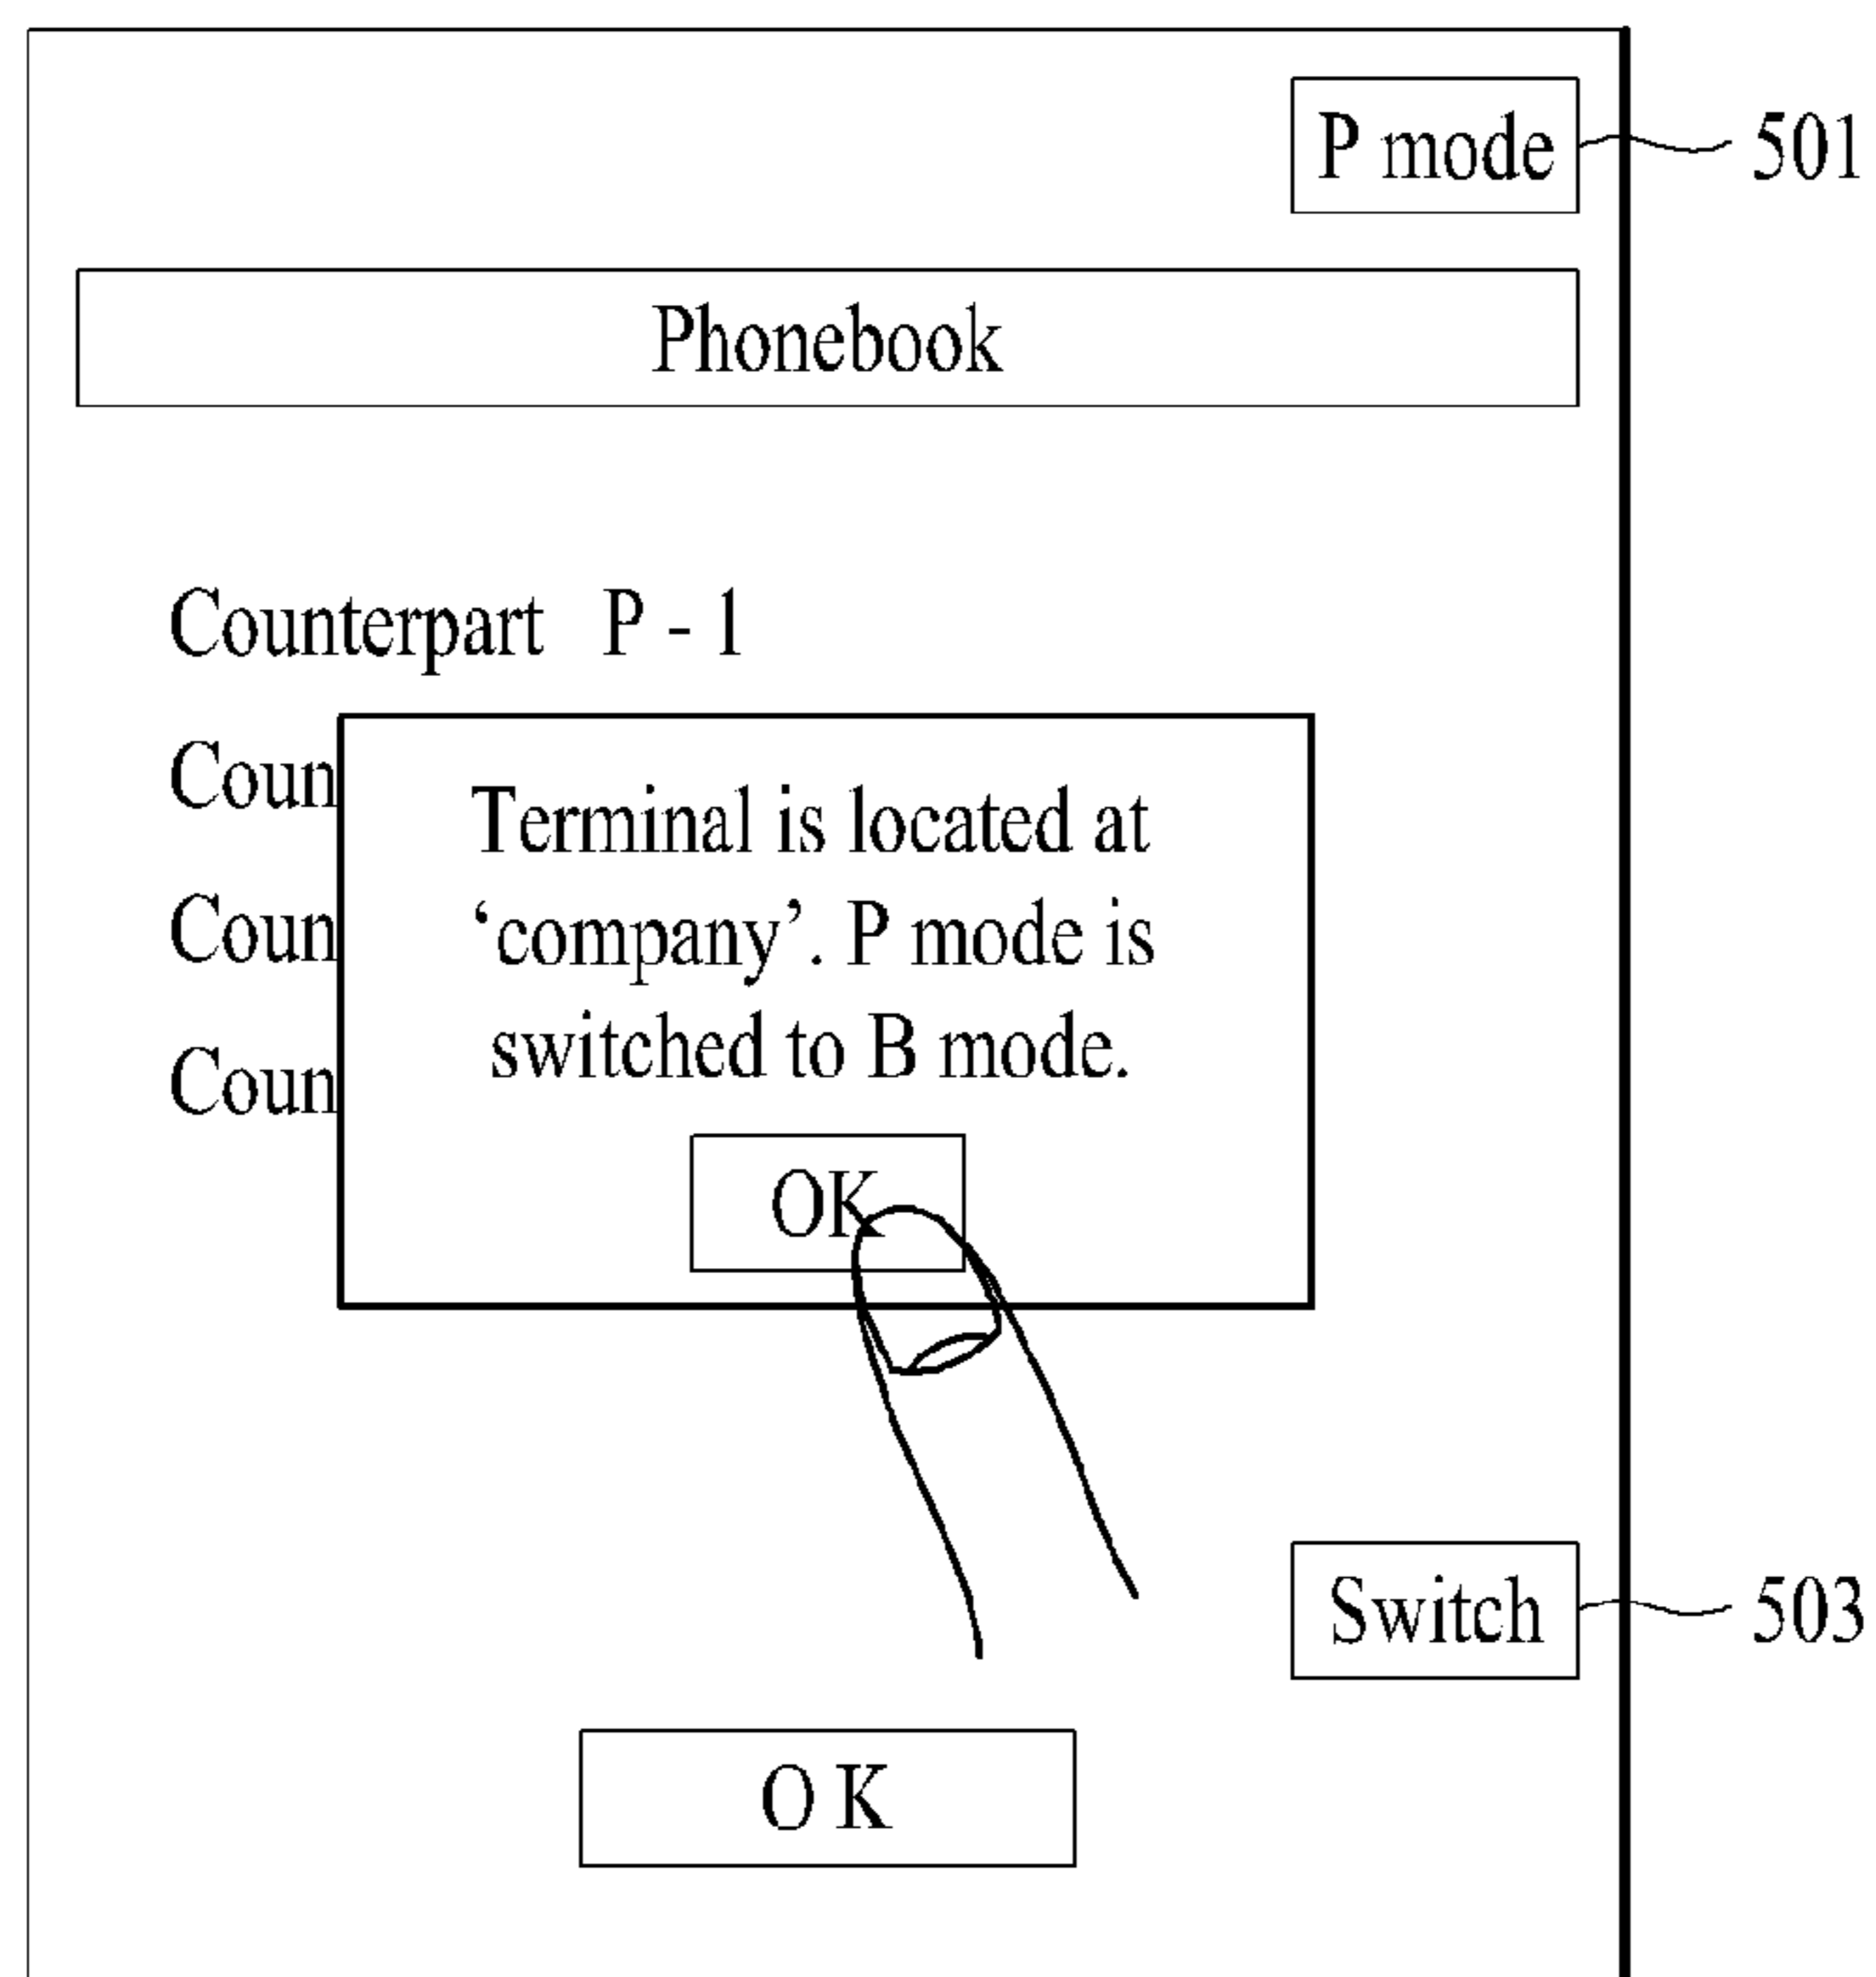 P mode 501
Phonebook
Counterpart P - 1
Coun
Terminal is located at
Coun
‘company’. P mode is
switched to B mode.
Coun
OK
Switch 503
O K